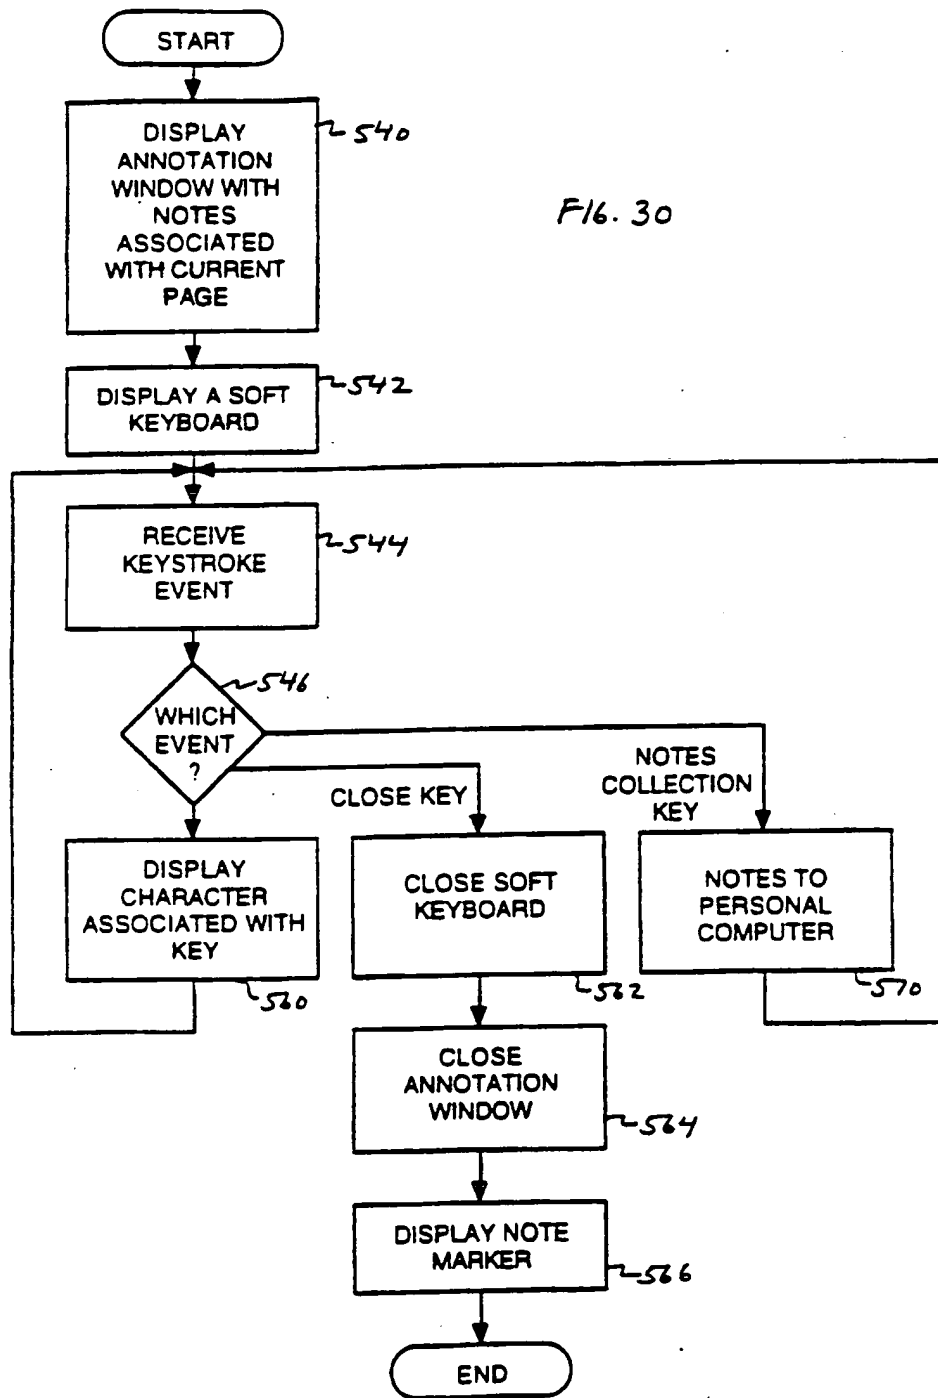 START
DISPLAY
ANNOTATION
WINDOW WITH
NOTES
ASSOCIATED
WITH CURRENT
PAGE
540
FIG. 30
DISPLAY A SOFT
KEYBOARD
542
RECEIVE
KEYSTROKE
EVENT
544
WHICH
EVENT
?
546
CLOSE KEY
NOTES
COLLECTION
KEY
DISPLAY
CHARACTER
ASSOCIATED WITH
KEY
560
CLOSE SOFT
KEYBOARD
562
NOTES TO
PERSONAL
COMPUTER
570
CLOSE
ANNOTATION
WINDOW
564
DISPLAY NOTE
MARKER
566
END